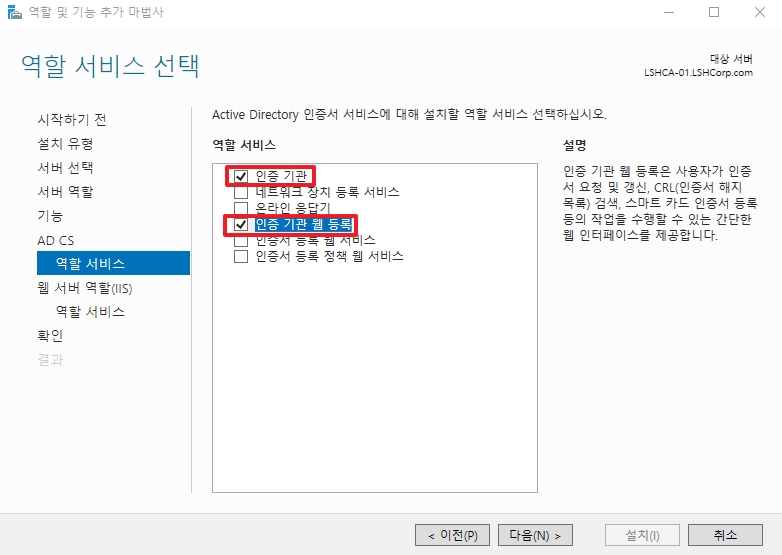 역할 및 기능 추가 마법사
역할 서비스 선택
대상 서버
LSHCA-01.LSHCorp.com
시작하기 전
설치 유형
서버 선택
서버 역할
기능
AD CS
역할 서비스
웹 서버 역할(IIS)
역할 서비스
확인
결과
Active Directory 인증서 서비스에 대해 설치할 역할 서비스 선택하십시오.
역할 서비스
인증 기관
네트워크 장치 등록 서비스
온라인 응답기
인증 기관 웹 등록
인증서 등록 웹 서비스
인증서 등록 정책 웹 서비스
설명
인증 기관 웹 등록은 사용자가 인증
서 요청 및 갱신, CRL(인증서 해지
목록) 검색, 스마트 카드 인증서 등록
등의 작업을 수행할 수 있는 간단한
웹 인터페이스를 제공합니다.
< 이전(P)
다음(N) >
설치(I)
취소